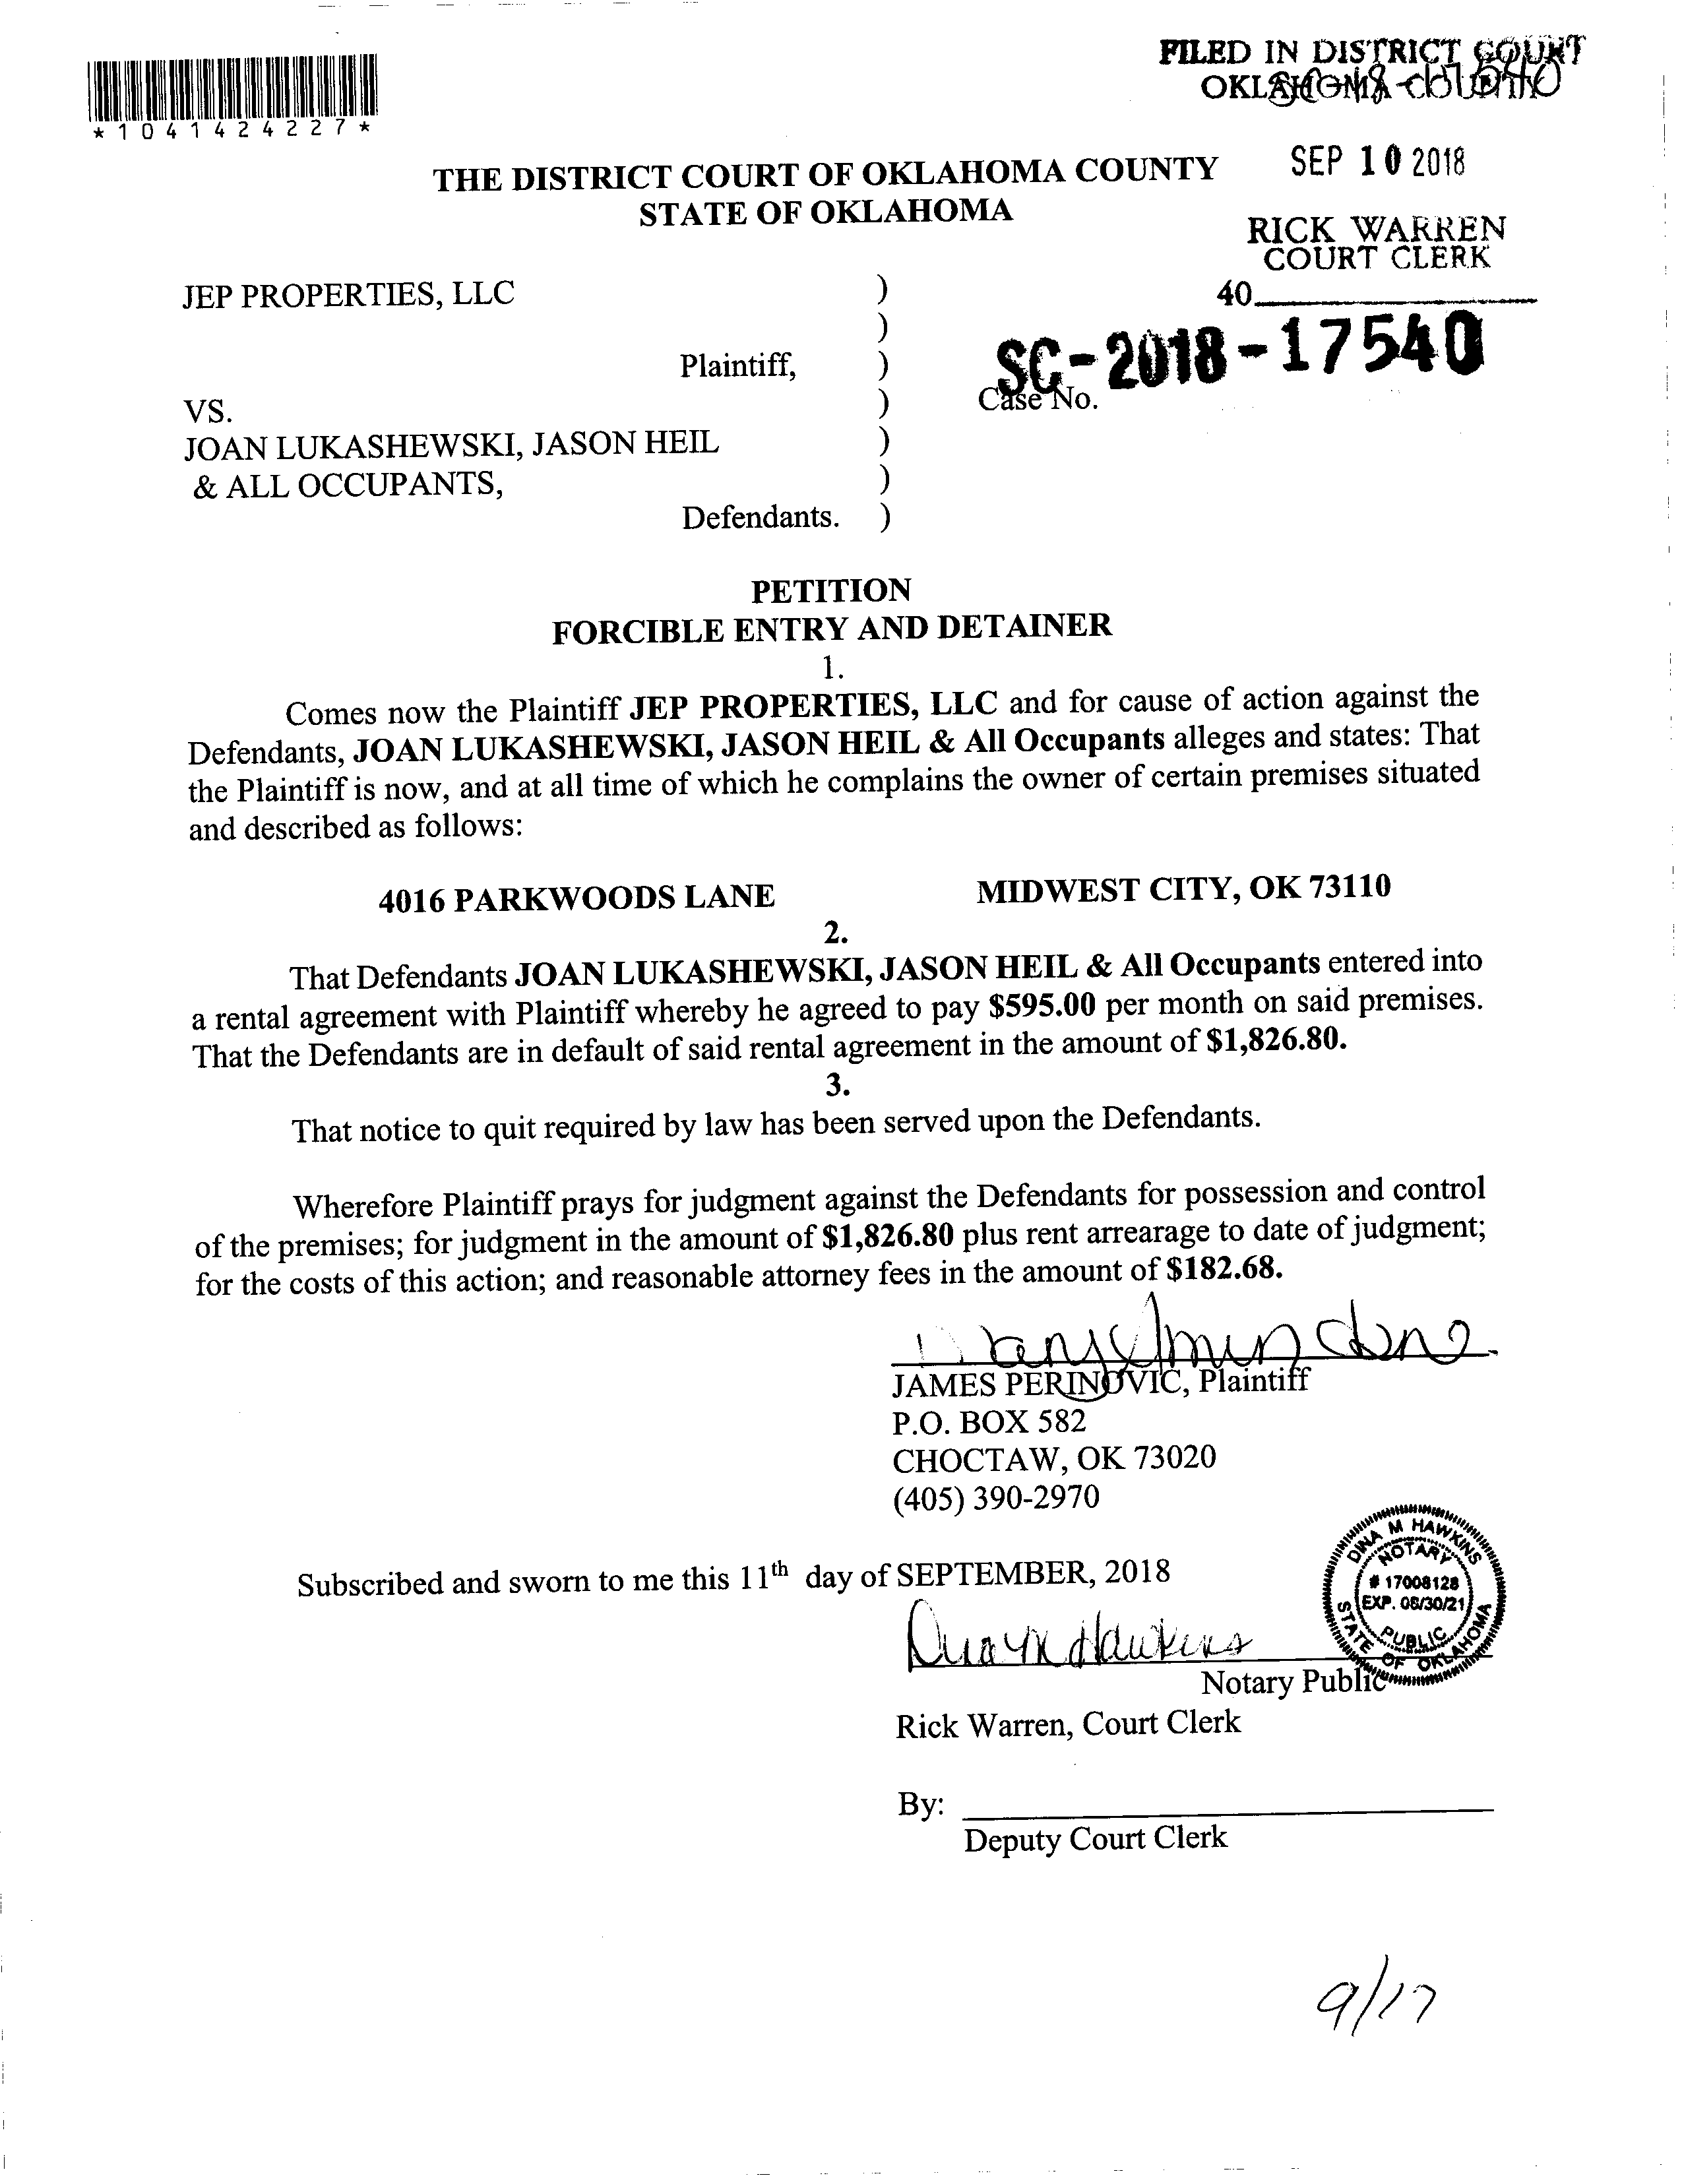 FILED IN DISTRICT COURT
OKLAHOMA COUNTY
*1041424227*
SEP 10 2018
THE DISTRICT COURT OF OKLAHOMA COUNTY
STATE OF OKLAHOMA
RICK WARREN
COURT CLERK
40
JEP PROPERTIES, LLC )
)
Plaintiff, )
SC-2018-17540
Case No.
VS. )
JOAN LUKASHEWSKI, JASON HEIL )
& ALL OCCUPANTS, )
Defendants. )
PETITION
FORCIBLE ENTRY AND DETAINER
1.
Comes now the Plaintiff JEP PROPERTIES, LLC and for cause of action against the
Defendants, JOAN LUKASHEWSKI, JASON HEIL & All Occupants alleges and states: That
the Plaintiff is now, and at all time of which he complains the owner of certain premises situated
and described as follows:
4016 PARKWOODS LANE MIDWEST CITY, OK 73110
2.
That Defendants JOAN LUKASHEWSKI, JASON HEIL & All Occupants entered into
a rental agreement with Plaintiff whereby he agreed to pay $595.00 per month on said premises.
That the Defendants are in default of said rental agreement in the amount of $1,826.80.
3.
That notice to quit required by law has been served upon the Defendants.
Wherefore Plaintiff prays for judgment against the Defendants for possession and control
of the premises; for judgment in the amount of $1,826.80 plus rent arrearage to date of judgment;
for the costs of this action; and reasonable attorney fees in the amount of $182.68.
JAMES PERINOVIC, Plaintiff
P.O. BOX 582
CHOCTAW, OK 73020
(405) 390-2970
Subscribed and sworn to me this 11th day of SEPTEMBER, 2018
DINA M HAWKINS
NOTARY
# 17008128
EXP. 08/30/21
PUBLIC
STATE OF OKLAHOMA
Hawkins
Notary Public
Rick Warren, Court Clerk
By:
Deputy Court Clerk
9/17